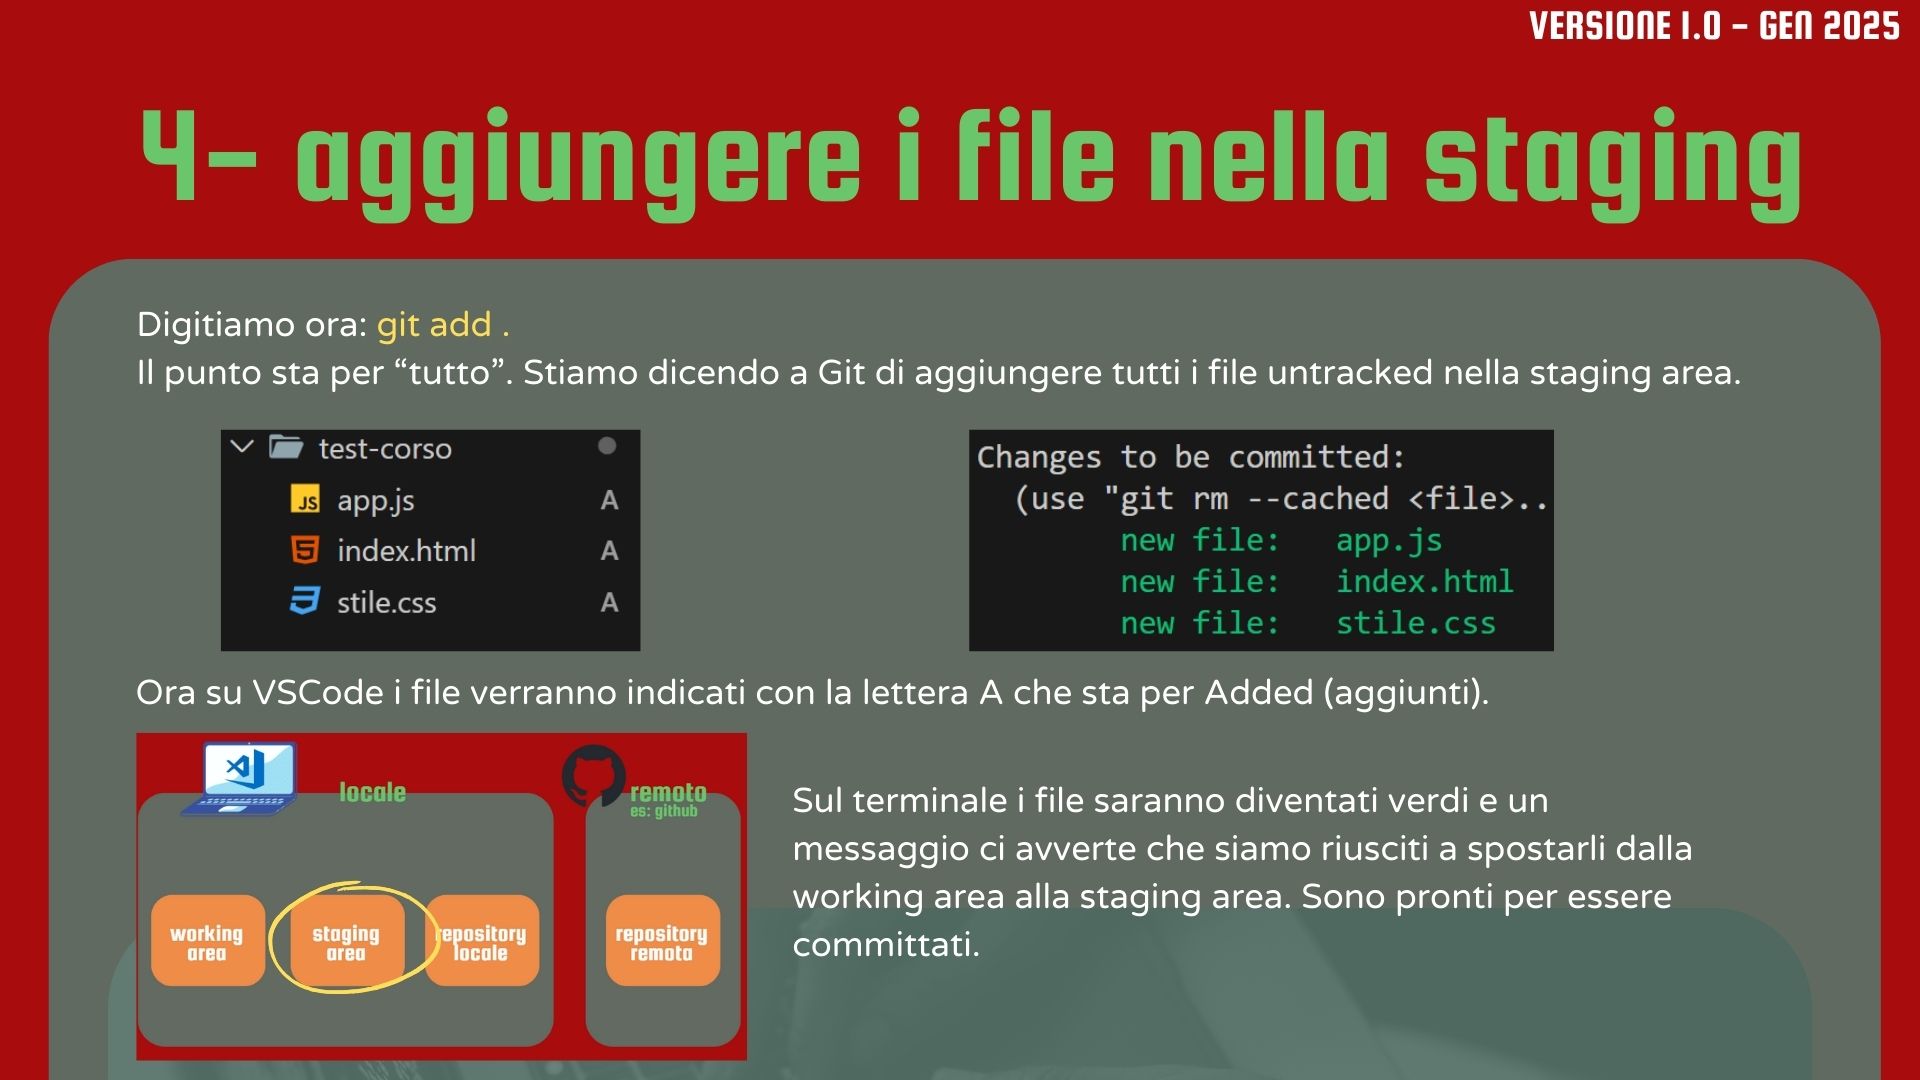 VERSIONE 1.0 - GEN 2025
4- aggiungere i file nella staging
Digitiamo ora: git add .
Il punto sta per “tutto”. Stiamo dicendo a Git di aggiungere tutti i file untracked nella staging area.
test-corso
JS app.js A
index.html A
stile.css A
Changes to be committed:
(use "git rm --cached <file>..
new file: app.js
new file: index.html
new file: stile.css
Ora su VSCode i file verranno indicati con la lettera A che sta per Added (aggiunti).
locale
remoto
es: github
working
area
staging
area
repository
locale
repository
remota
Sul terminale i file saranno diventati verdi e un
messaggio ci avverte che siamo riusciti a spostarli dalla
working area alla staging area. Sono pronti per essere
committati.